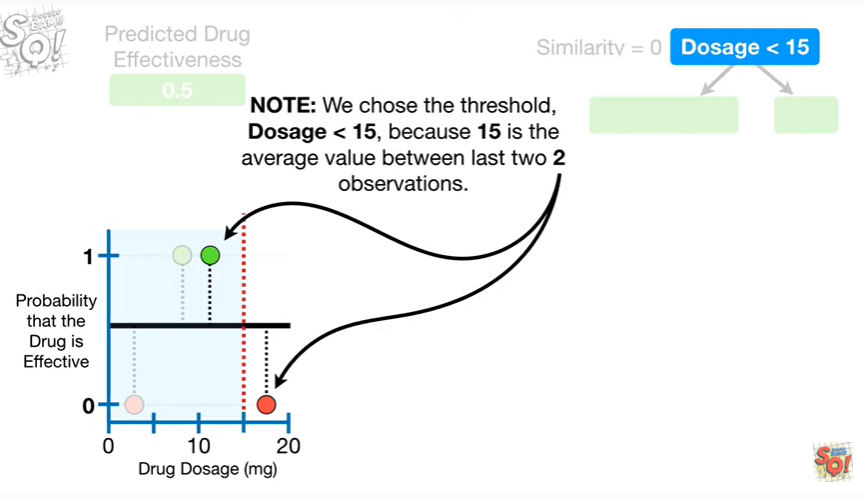 Predicted Drug
Effectiveness
0.5
Similarity = 0
Dosage < 15
NOTE: We chose the threshold,
Dosage < 15, because 15 is the
average value between last two 2
observations.
1
Probability
that the
Drug is
Effective
0
0
10
20
Drug Dosage (mg)